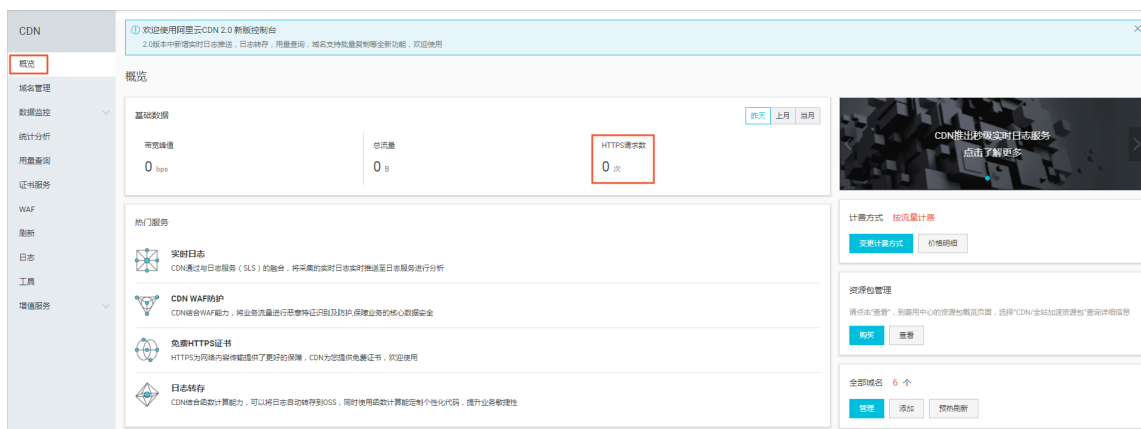 CDN
概览
域名管理
数据监控
统计分析
用量查询
证书服务
WAF
刷新
日志
工具
增值服务
欢迎使用阿里云CDN 2.0 新版控制台
2.0版本中新增实时日志推送，日志转存，用量查询，域名支持批量复制等全新功能，欢迎使用
概览
基础数据
昨天 上月 当月
带宽峰值 总流量 HTTPS请求数
0 bps 0 B 0 次
热门服务
实时日志
CDN通过与日志服务（SLS）的融合，将采集的实时日志实时推送至日志服务进行分析
CDN WAF防护
CDN结合WAF能力，将业务流量进行恶意特征识别及防护,保障业务的核心数据安全
免费HTTPS证书
HTTPS为网络内容传输提供了更好的保障，CDN为您提供免费证书，欢迎使用
日志转存
CDN结合函数计算能力，可以将日志自动转存到OSS，同时使用函数计算能定制个性化代码，提升业务敏捷性
CDN推出秒级实时日志服务
点击了解更多
计费方式 按流量计费
变更计费方式 价格明细
资源包管理
请点击"查看"，到费用中心的资源包概览页面，选择"CDN/全站加速资源包"查询详细信息
购买 查看
全部域名 6 个
管理 添加 预热刷新